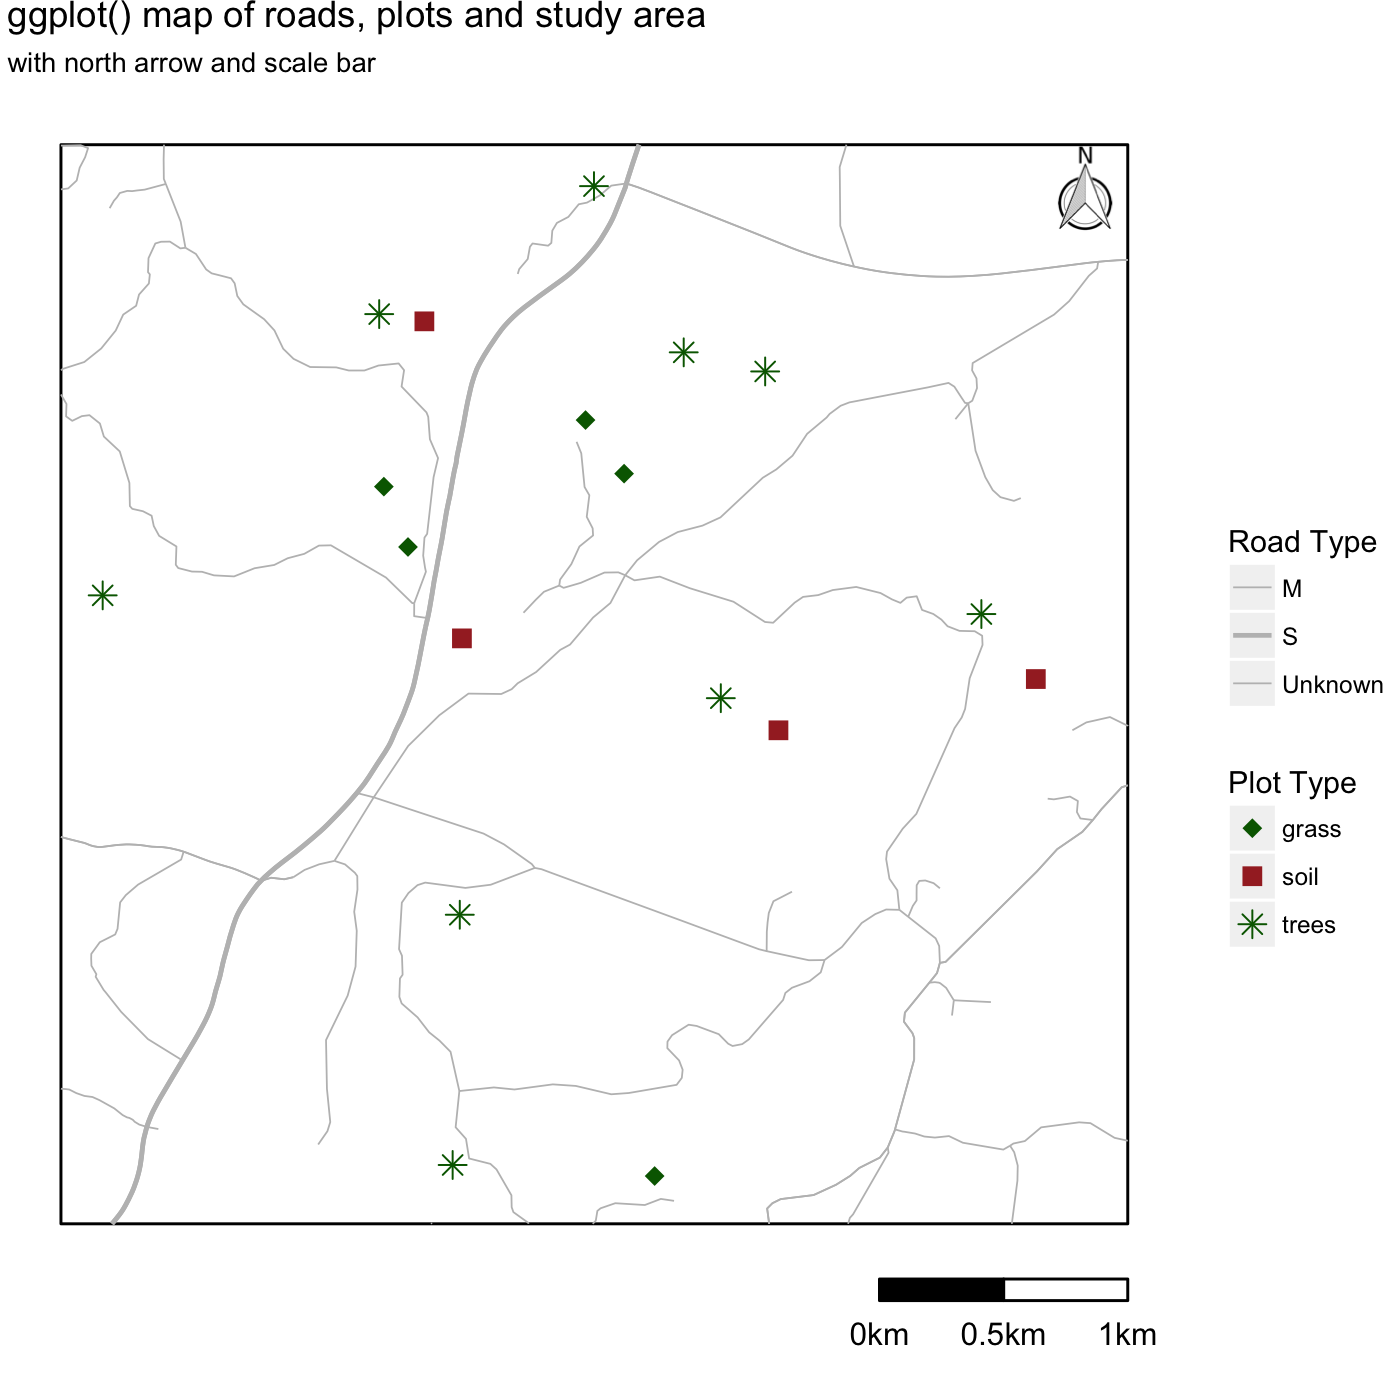 ggplot() map of roads, plots and study area
with north arrow and scale bar
N
Road Type
M
S
Unknown
Plot Type
grass
soil
trees
0km 0.5km 1km